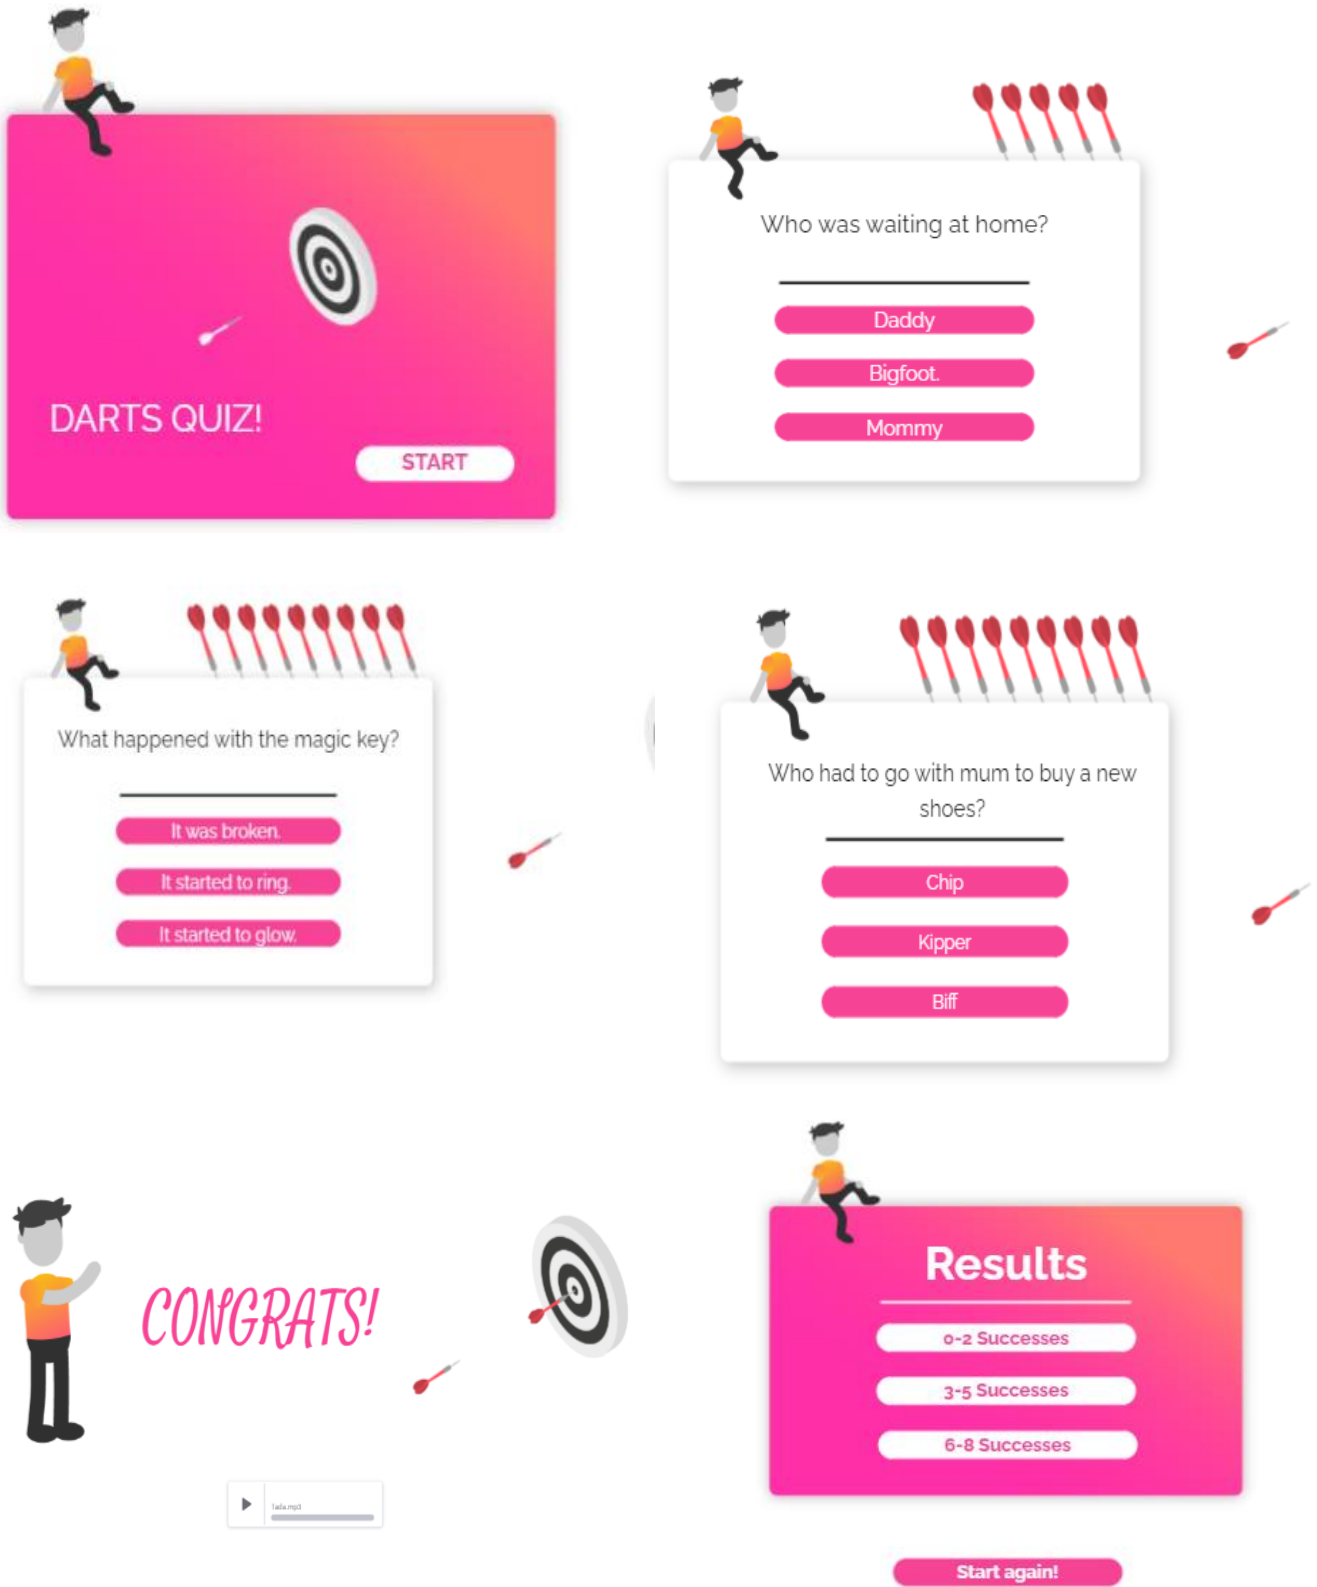 DARTS QUIZ!
START
Who was waiting at home?
Daddy
Bigfoot.
Mommy
What happened with the magic key?
It was broken.
It started to ring.
It started to glow.
Who had to go with mum to buy a new
shoes?
Chip
Kipper
Biff
CONGRATS!
Results
0-2 Successes
3-5 Successes
6-8 Successes
Start again!